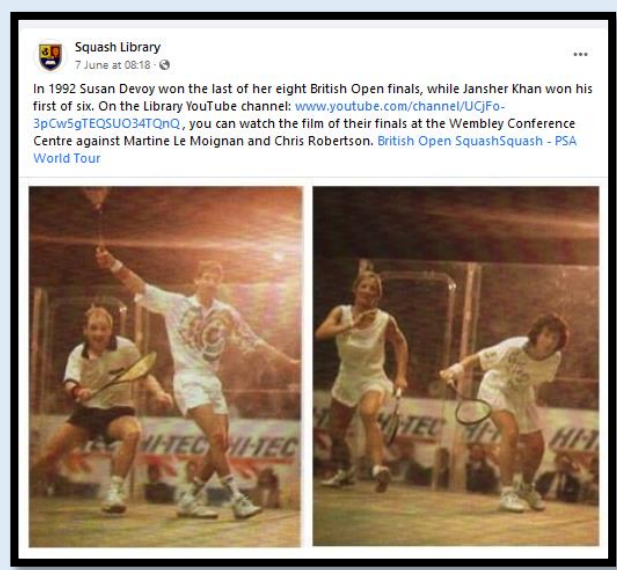 Squash Library
7 June at 08:18 ·
In 1992 Susan Devoy won the last of her eight British Open finals, while Jansher Khan won his
first of six. On the Library YouTube channel: www.youtube.com/channel/UCjFo-
3pCw5gTEQSUO34TQnQ , you can watch the film of their finals at the Wembley Conference
Centre against Martine Le Moignan and Chris Robertson. British Open SquashSquash - PSA
World Tour
HI-TEC HI-TEC
HI-TEC HI-T